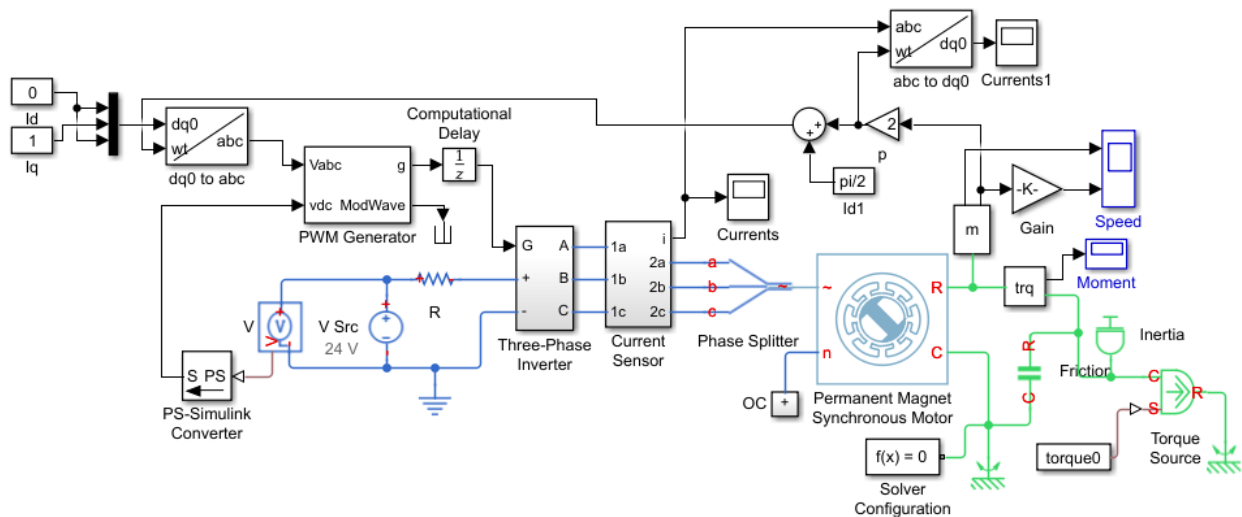 abc
wt
dq0
abc to dq0
Currents1
0
Id
1
Iq
dq0
wt
abc
dq0 to abc
Computational
Delay
1
z
Vabc
g
vdc
ModWave
PWM Generator
+
+
2
p
pi/2
Id1
-K-
Gain
Speed
m
Currents
G
A
+
B
-
C
Three-Phase
Inverter
i
1a
2a
1b
2b
1c
2c
Current
Sensor
a
b
c
~
Phase Splitter
~
R
n
C
Permanent Magnet
Synchronous Motor
trq
Moment
V
V
V
+
V Src
24 V
+
+
−
+
R
S PS
PS-Simulink
Converter
OC
+
R
C
Friction
Inertia
C
S
R
Torque
Source
torque0
f(x) = 0
Solver
Configuration